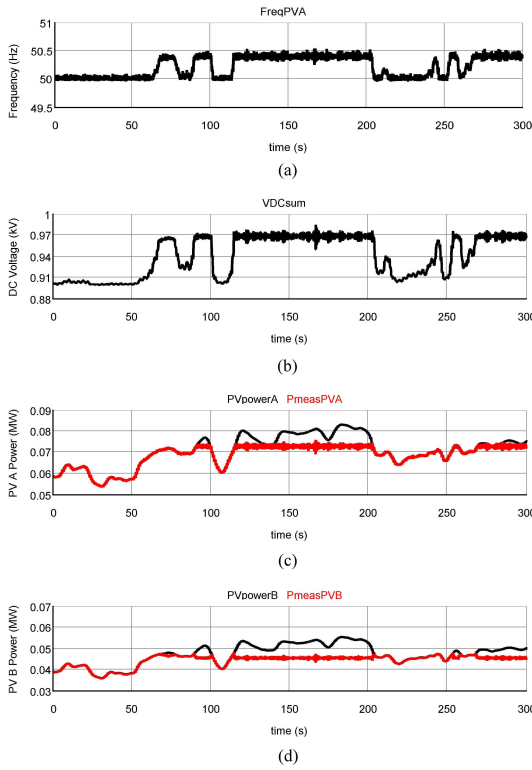 FreqPVA
51
50.5
50
49.5
Frequency (Hz)
0 50 100 150 200 250 300
time (s)
(a)
VDCsum
1
0.97
0.94
0.91
0.88
DC Voltage (kV)
0 50 100 150 200 250 300
time (s)
(b)
PVpowerA PmeasPVA
0.09
0.08
0.07
0.06
0.05
PV A Power (MW)
0 50 100 150 200 250 300
time (s)
(c)
PVpowerB PmeasPVB
0.07
0.06
0.05
0.04
0.03
PV B Power (MW)
0 50 100 150 200 250 300
time (s)
(d)